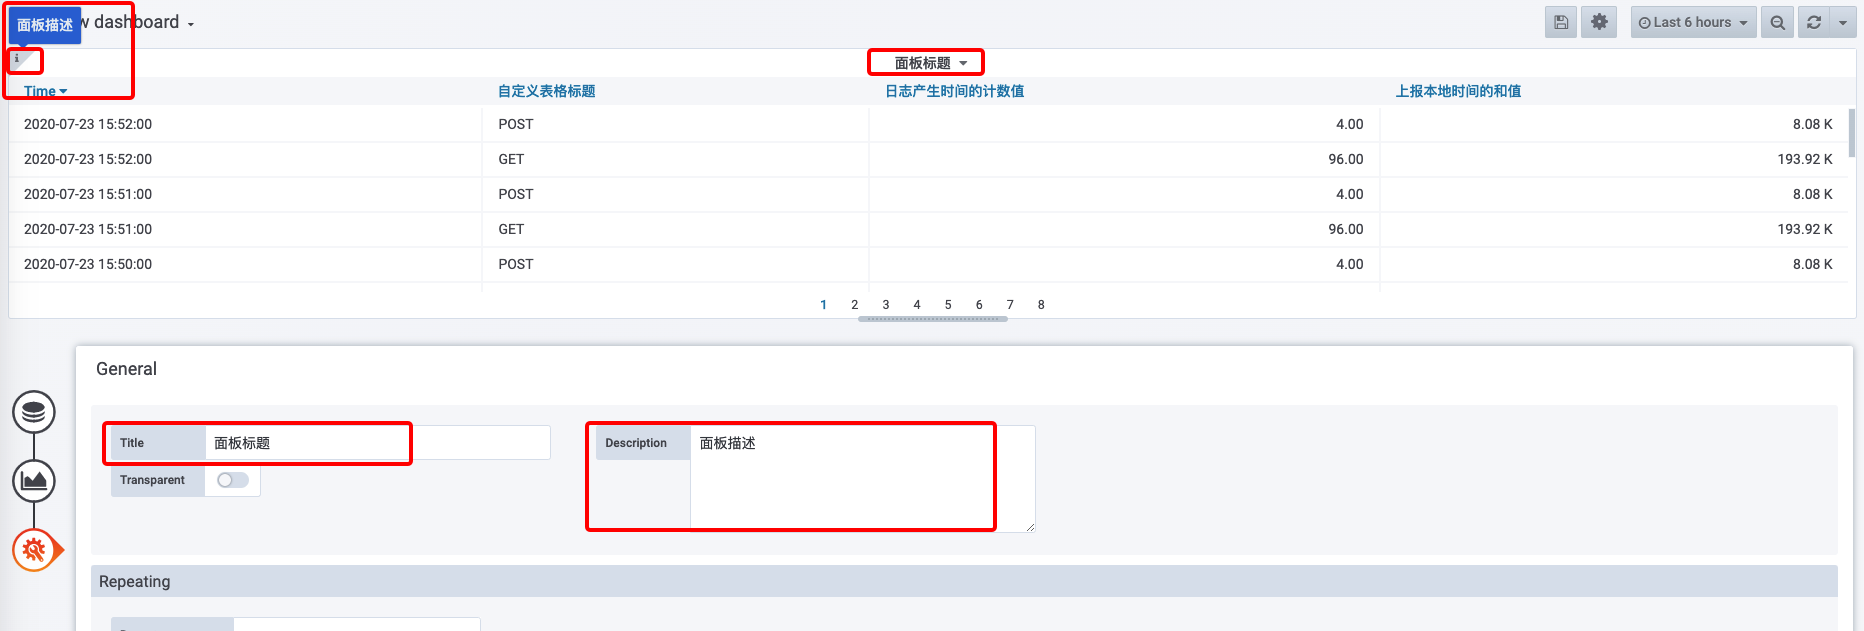 面板描述
w dashboard
Last 6 hours
i
面板标题
Time 自定义表格标题 日志产生时间的计数值 上报本地时间的和值
2020-07-23 15:52:00 POST 4.00 8.08 K
2020-07-23 15:52:00 GET 96.00 193.92 K
2020-07-23 15:51:00 POST 4.00 8.08 K
2020-07-23 15:51:00 GET 96.00 193.92 K
2020-07-23 15:50:00 POST 4.00 8.08 K
1 2 3 4 5 6 7 8
General
Title 面板标题
Description 面板描述
Transparent
Repeating